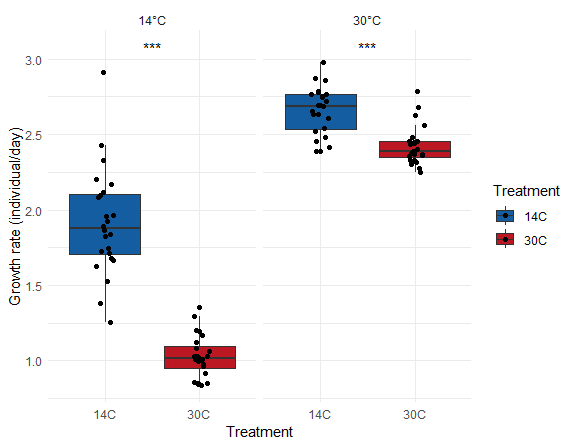 14°C
30°C
***
***
3.0
2.5
2.0
1.5
1.0
Growth rate (individual/day)
14C
30C
14C
30C
Treatment
Treatment
14C
30C